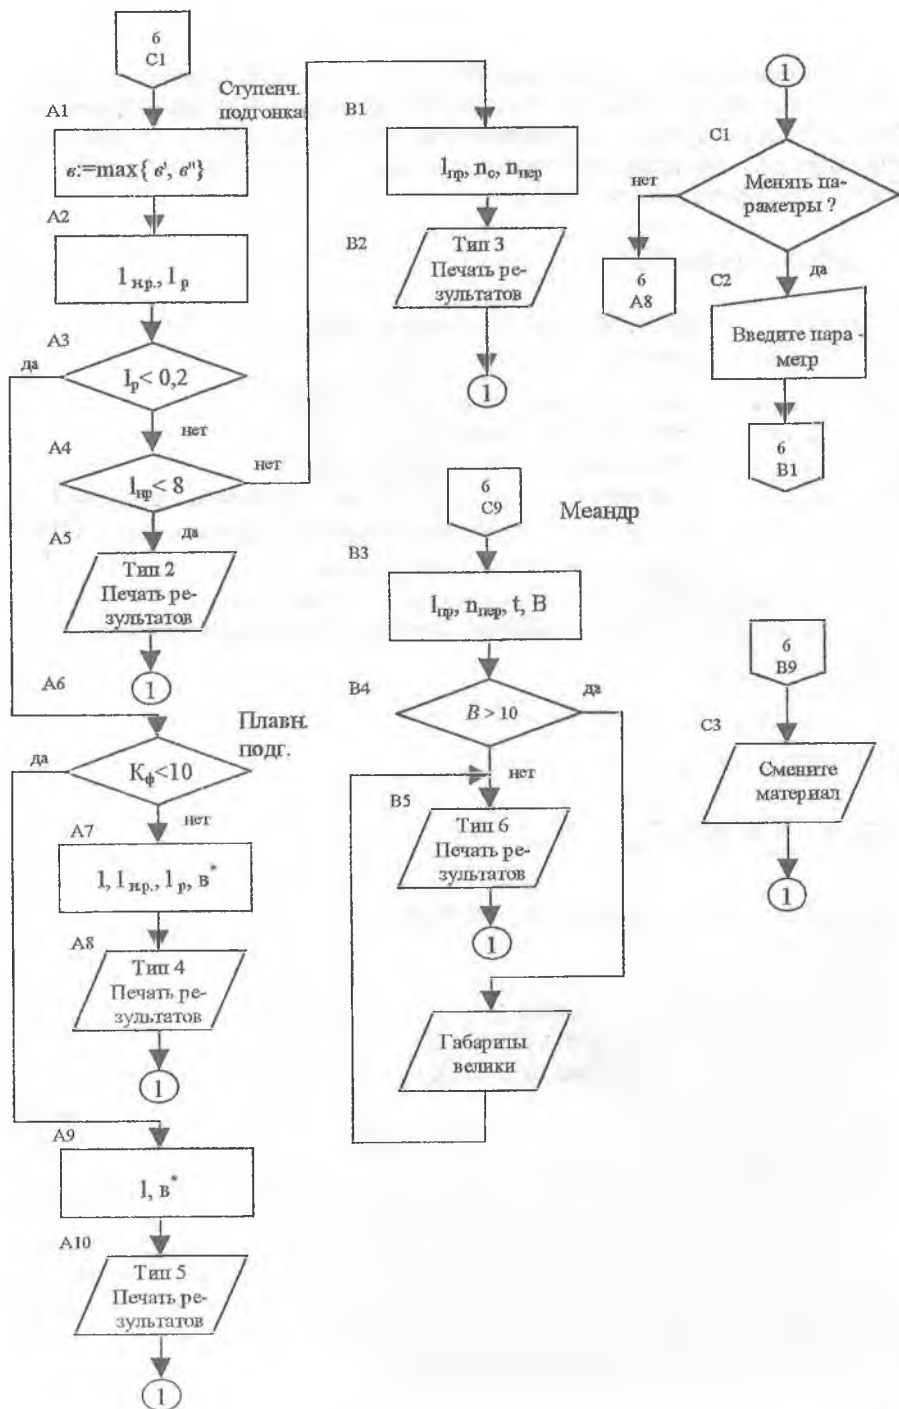 6
C1
Ступенч.
подгонка
A1
в:=max{ в', в"}
A2
l н.р., l р
A3
да
lр< 0,2
нет
A4
нет
lнр< 8
да
A5
Тип 2
Печать ре-
зультатов
1
A6
Плавн.
подг.
да
Kф<10
нет
A7
l, l н.р., l р, в*
A8
Тип 4
Печать ре-
зультатов
1
A9
l, в*
A10
Тип 5
Печать ре-
зультатов
1
B1
lпр, nс, nпер
B2
Тип 3
Печать ре-
зультатов
1
6
C9
Меандр
B3
lпр, nпер, t, B
B4
да
B > 10
нет
B5
Тип 6
Печать ре-
зультатов
1
Габариты
велики
1
C1
нет
Менять па-
раметры ?
6
A8
да
C2
Введите пара -
метр
6
B1
6
B9
C3
Смените
материал
1